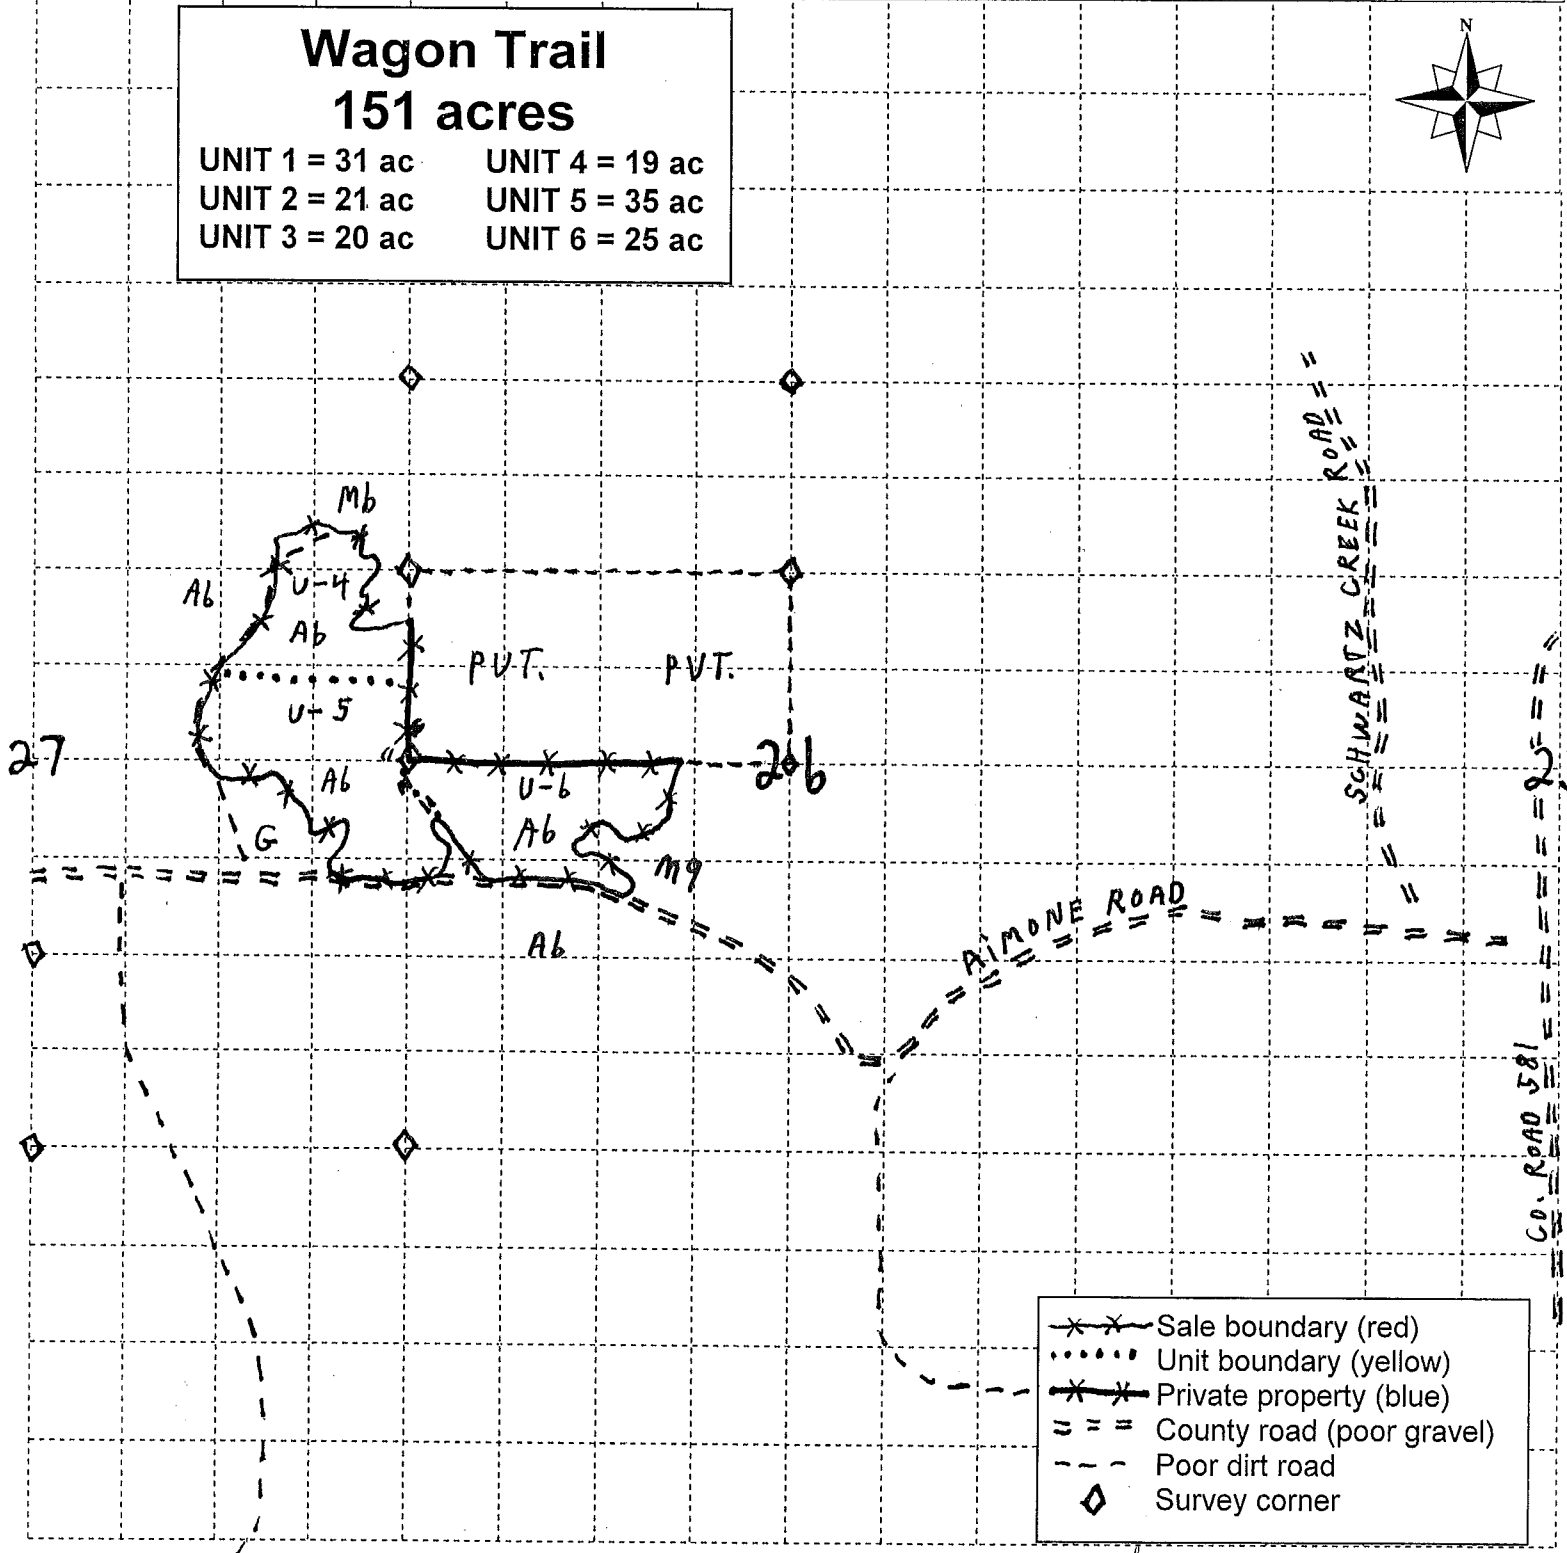 Wagon Trail
151 acres
UNIT 1 = 31 ac UNIT 4 = 19 ac
UNIT 2 = 21 ac UNIT 5 = 35 ac
UNIT 3 = 20 ac UNIT 6 = 25 ac
N
Mb
Ab
U-4
Ab
PVT. PVT.
U-5
27
26
Ab
U-6
Ab
G
M9
Ab
AIMONE ROAD
SCHWARTZ CREEK ROAD
CO. ROAD 581
Sale boundary (red)
Unit boundary (yellow)
Private property (blue)
County road (poor gravel)
Poor dirt road
Survey corner